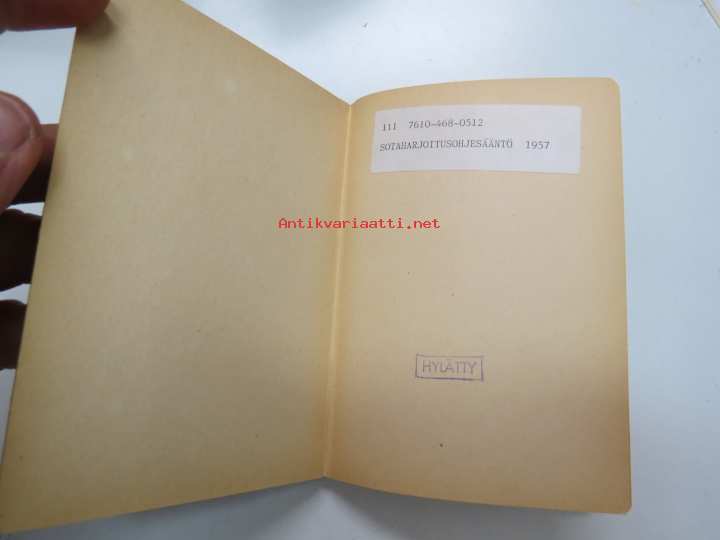 111 7610-468-0512
SOTAHARJOITUSOHJESÄÄNTÖ 1957
Antikvariaatti.net
HYLÄTTY